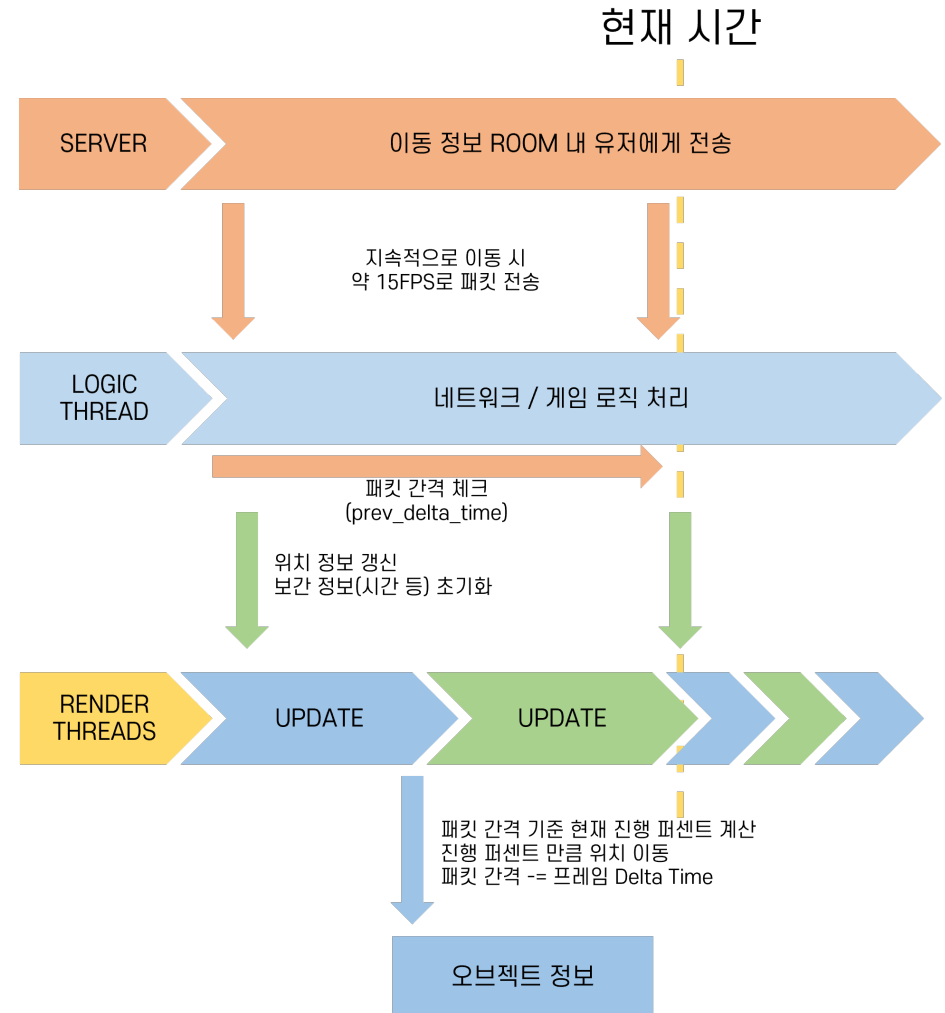 현재 시간
SERVER
이동 정보 ROOM 내 유저에게 전송
지속적으로 이동 시
약 15FPS로 패킷 전송
LOGIC
THREAD
네트워크 / 게임 로직 처리
패킷 간격 체크
(prev_delta_time)
위치 정보 갱신
보간 정보(시간 등) 초기화
RENDER
THREADS
UPDATE
UPDATE
패킷 간격 기준 현재 진행 퍼센트 계산
진행 퍼센트 만큼 위치 이동
패킷 간격 -= 프레임 Delta Time
오브젝트 정보